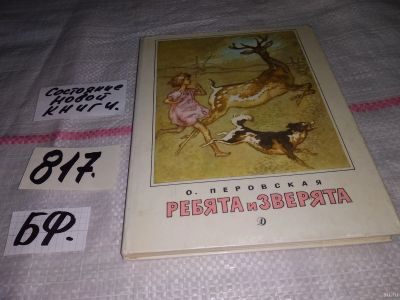 Состояние
новой
книги.
817.
БФ.
О. ПЕРОВСКАЯ
РЕБЯТА и ЗВЕРЯТА